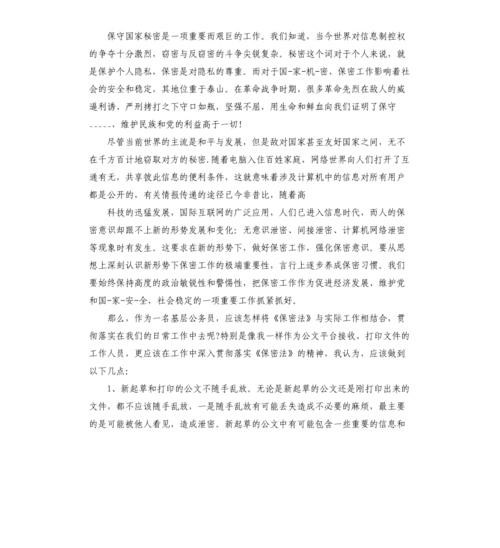 保守国家秘密是一项重要而艰巨的工作。我们知道，当今世界对信息制控权
的争夺十分激烈，窃密与反窃密的斗争尖锐复杂。秘密这个词对于个人来说，就
是保护个人隐私，保密是对隐私的尊重。而对于国-家-机-密，保密工作影响着社
会的安全和稳定，其地位重于泰山。在革命战争时期，很多革命先烈在敌人的威
逼利诱、严刑拷打之下守口如瓶，坚强不屈，用生命和鲜血向我们证明了保守
-----，维护民族和党的利益高于一切!
尽管当前世界的主流是和平与发展，但是敌对国家甚至友好国家之间，无不
在千方百计地窃取对方的秘密.随着电脑入住百姓家庭、网络世界向人们打开了互
通有无，共享彼此信息的便利条件，这就意味着涉及计算机中的信息对所有用户
都是公开的，有关情报传递的途径已今非昔比，随着高
科技的迅猛发展，国际互联网的广泛应用，人们已进入信息时代，而人的保
密意识却跟不上新的形势发展和变化：无意识泄密、间接泄密、计算机网络泄密
等现象时有发生。这要求在新的形势下，做好保密工作，强化保密意识。要从思
想上深刻认识新形势下保密工作的极端重要性，言行上逐步养成保密习惯。我们
要始终保持高度的政治敏锐性和警惕性，把保密工作作为促进经济发展、维护党
和国-家-安-全、社会稳定的一项重要工作抓紧抓好。
那么，作为一名基层公务员，应该怎样将《保密法》与实际工作相结合，贯
彻落实在我们的日常工作中去呢?特别是像我一样作为公文平台接收、打印文件的
工作人员，更应该在工作中深入贯彻落实《保密法》的精神，我认为，应该做到
以下几点：
1、新起草和打印的公文不随手乱放。无论是新起草的公文还是刚打印出来的
文件，都不应该随手乱放，一是随手乱放有可能丢失造成不必要的麻烦，最主要
的是可能被他人看见，造成泄密。新起草的公文中有可能包含一些重要的信息和